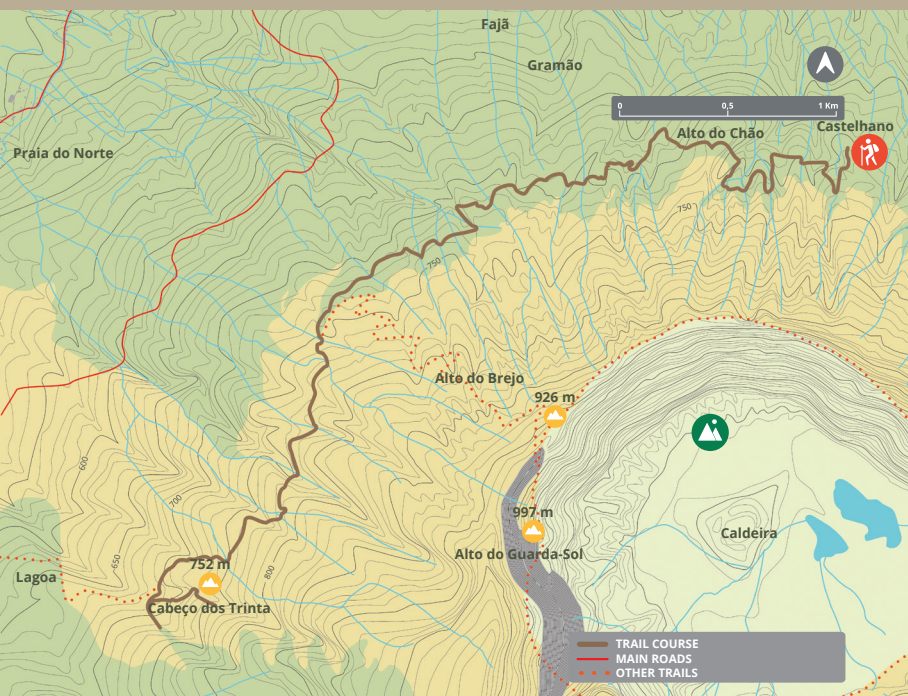 Fajã
Gramão
0 0,5 1 Km
Castelhano
Alto do Chão
Praia do Norte
750
750
Alto do Brejo
926 m
600
700
997 m
Caldeira
Alto do Guarda-Sol
650
752 m
800
Lagoa
Cabeço dos Trinta
TRAIL COURSE
MAIN ROADS
OTHER TRAILS